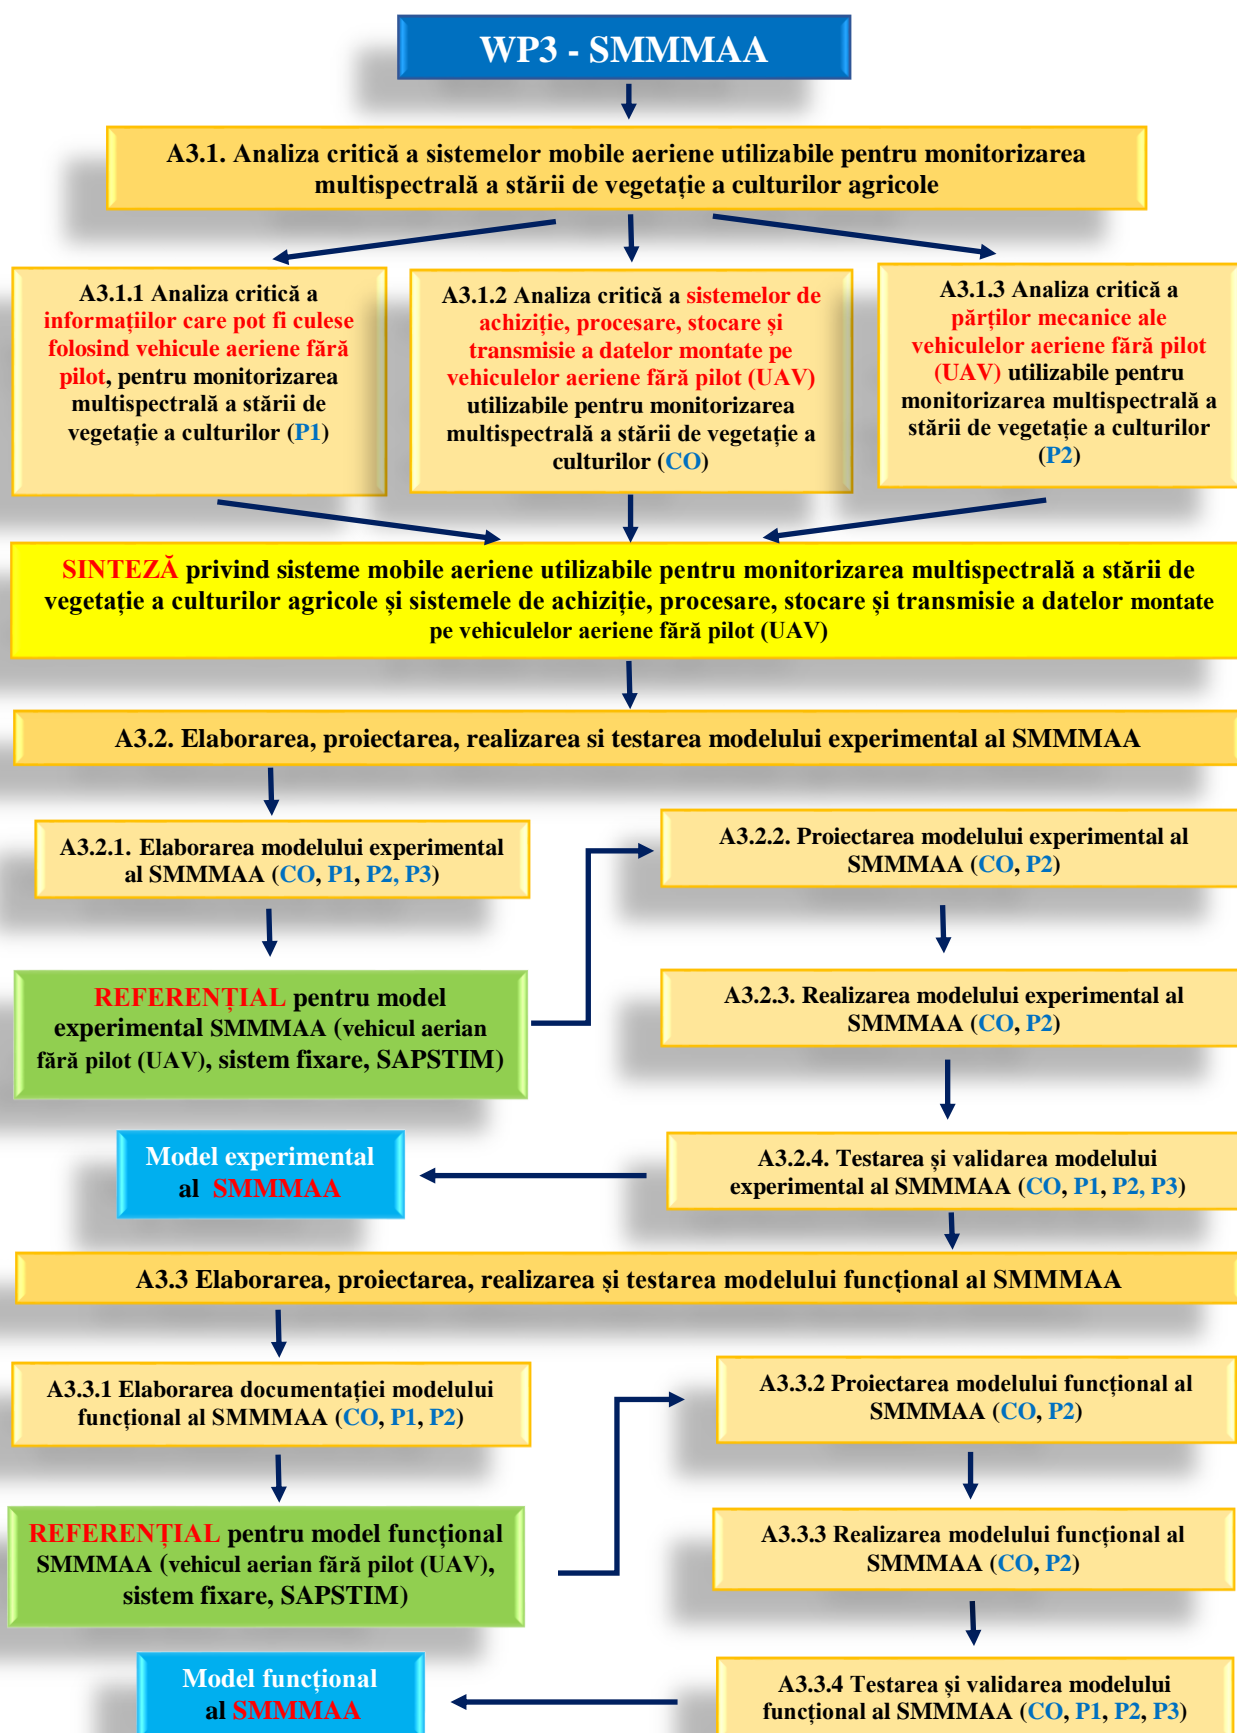 WP3 - SMMMAA
A3.1. Analiza critică a sistemelor mobile aeriene utilizabile pentru monitorizarea
multispectrală a stării de vegetație a culturilor agricole
A3.1.1 Analiza critică a
informațiilor care pot fi culese
folosind vehicule aeriene fără
pilot, pentru monitorizarea
multispectrală a stării de
vegetație a culturilor (P1)
A3.1.2 Analiza critică a sistemelor de
achiziție, procesare, stocare și
transmisie a datelor montate pe
vehiculelor aeriene fără pilot (UAV)
utilizabile pentru monitorizarea
multispectrală a stării de vegetație a
culturilor (CO)
A3.1.3 Analiza critică a
părților mecanice ale
vehiculelor aeriene fără pilot
(UAV) utilizabile pentru
monitorizarea multispectrală a
stării de vegetație a culturilor
(P2)
SINTEZĂ privind sisteme mobile aeriene utilizabile pentru monitorizarea multispectrală a stării de
vegetație a culturilor agricole și sistemele de achiziție, procesare, stocare și transmisie a datelor montate
pe vehiculelor aeriene fără pilot (UAV)
A3.2. Elaborarea, proiectarea, realizarea si testarea modelului experimental al SMMMAA
A3.2.1. Elaborarea modelului experimental
al SMMMAA (CO, P1, P2, P3)
A3.2.2. Proiectarea modelului experimental al
SMMMAA (CO, P2)
REFERENȚIAL pentru model
experimental SMMMAA (vehicul aerian
fără pilot (UAV), sistem fixare, SAPSTIM)
A3.2.3. Realizarea modelului experimental al
SMMMAA (CO, P2)
Model experimental
al SMMMAA
A3.2.4. Testarea și validarea modelului
experimental al SMMMAA (CO, P1, P2, P3)
A3.3 Elaborarea, proiectarea, realizarea și testarea modelului funcțional al SMMMAA
A3.3.1 Elaborarea documentației modelului
funcțional al SMMMAA (CO, P1, P2)
A3.3.2 Proiectarea modelului funcțional al
SMMMAA (CO, P2)
REFERENȚIAL pentru model funcțional
SMMMAA (vehicul aerian fără pilot (UAV),
sistem fixare, SAPSTIM)
A3.3.3 Realizarea modelului funcțional al
SMMMAA (CO, P2)
Model funcțional
al SMMMAA
A3.3.4 Testarea și validarea modelului
funcțional al SMMMAA (CO, P1, P2, P3)